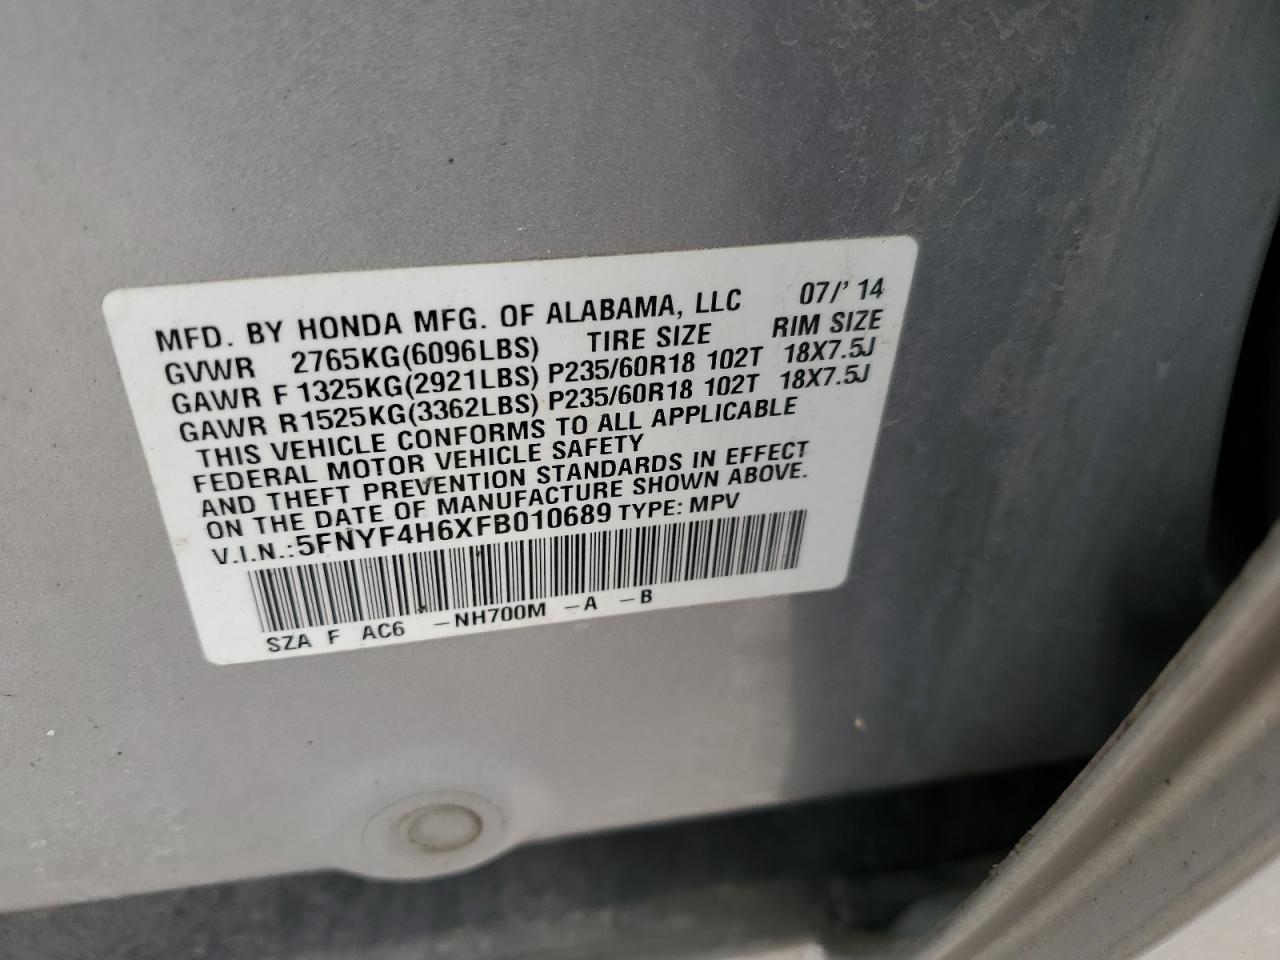 MFD. BY HONDA MFG. OF ALABAMA, LLC 07/' 14
GVWR 2765KG(6096LBS) TIRE SIZE RIM SIZE
GAWR F 1325KG(2921LBS) P235/60R18 102T 18X7.5J
GAWR R1525KG(3362LBS) P235/60R18 102T 18X7.5J
THIS VEHICLE CONFORMS TO ALL APPLICABLE
FEDERAL MOTOR VEHICLE SAFETY
AND THEFT PREVENTION STANDARDS IN EFFECT
ON THE DATE OF MANUFACTURE SHOWN ABOVE.
V.I.N.:5FNYF4H6XFB010689 TYPE: MPV
SZA F AC6 –NH700M –A –B